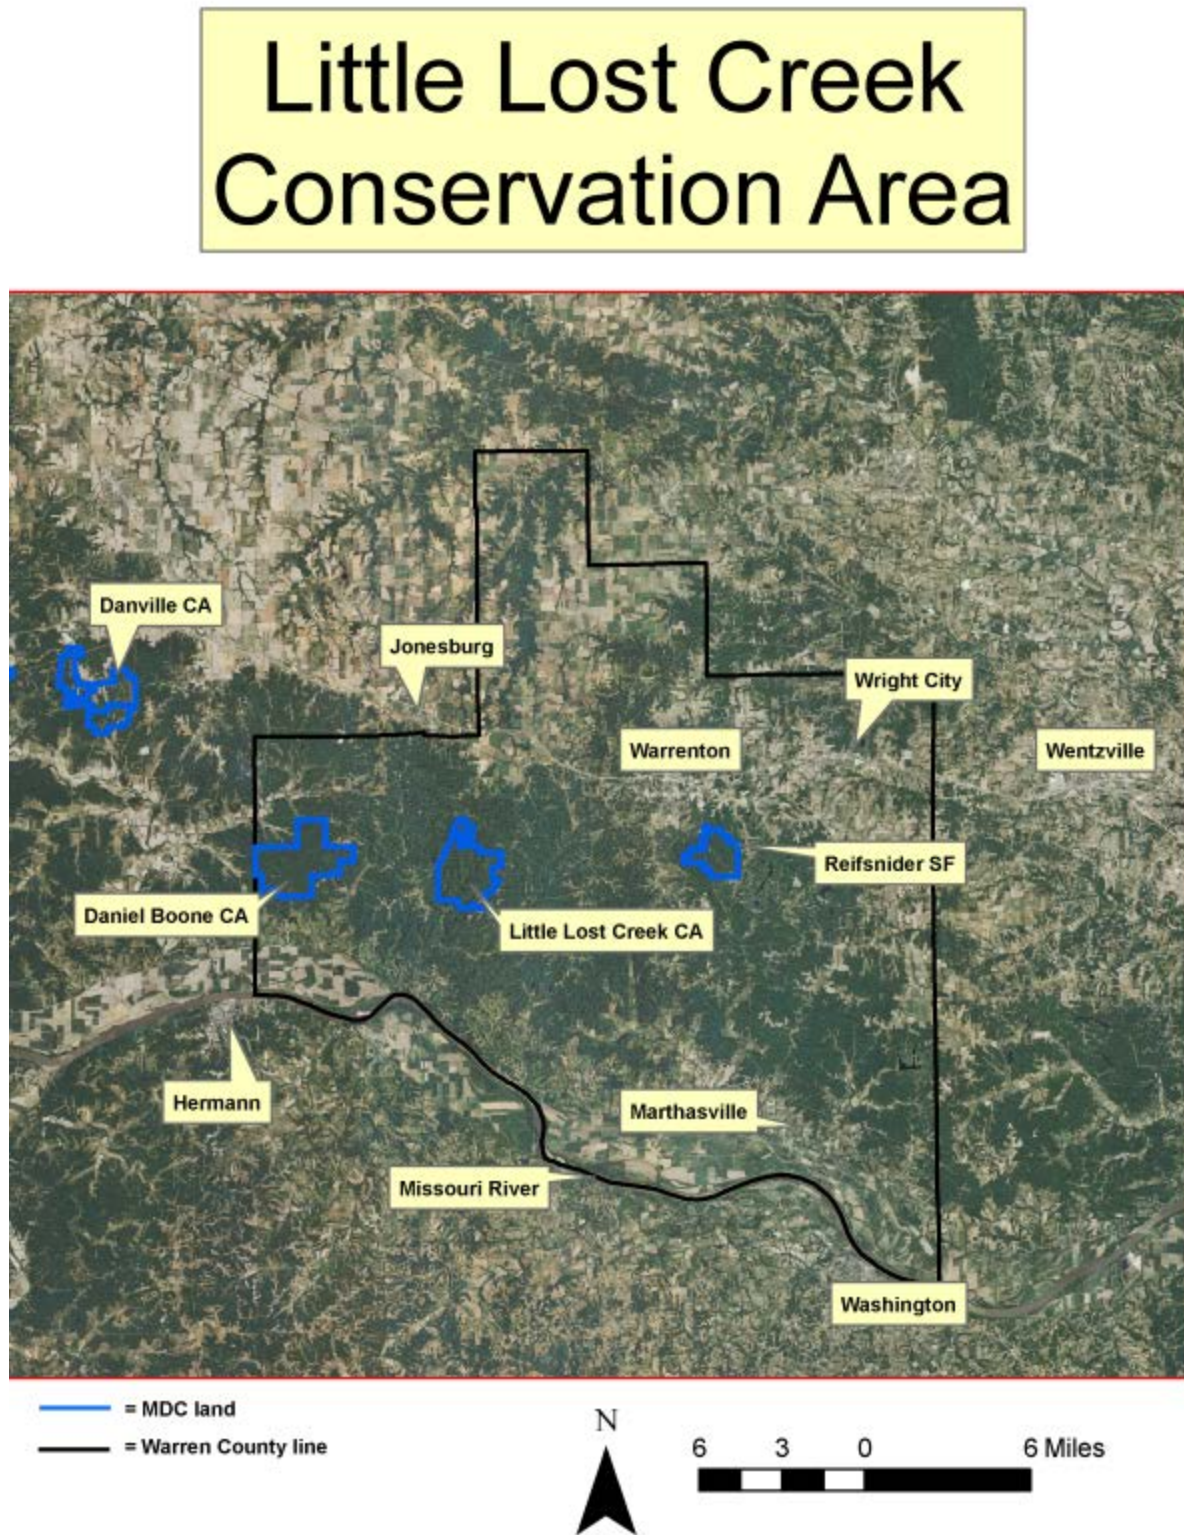 Little Lost Creek
Conservation Area
Danville CA
Jonesburg
Wright City
Warrenton
Wentzville
Reifsnider SF
Daniel Boone CA
Little Lost Creek CA
Hermann
Marthasville
Missouri River
Washington
= MDC land
= Warren County line
N
6 3 0 6 Miles